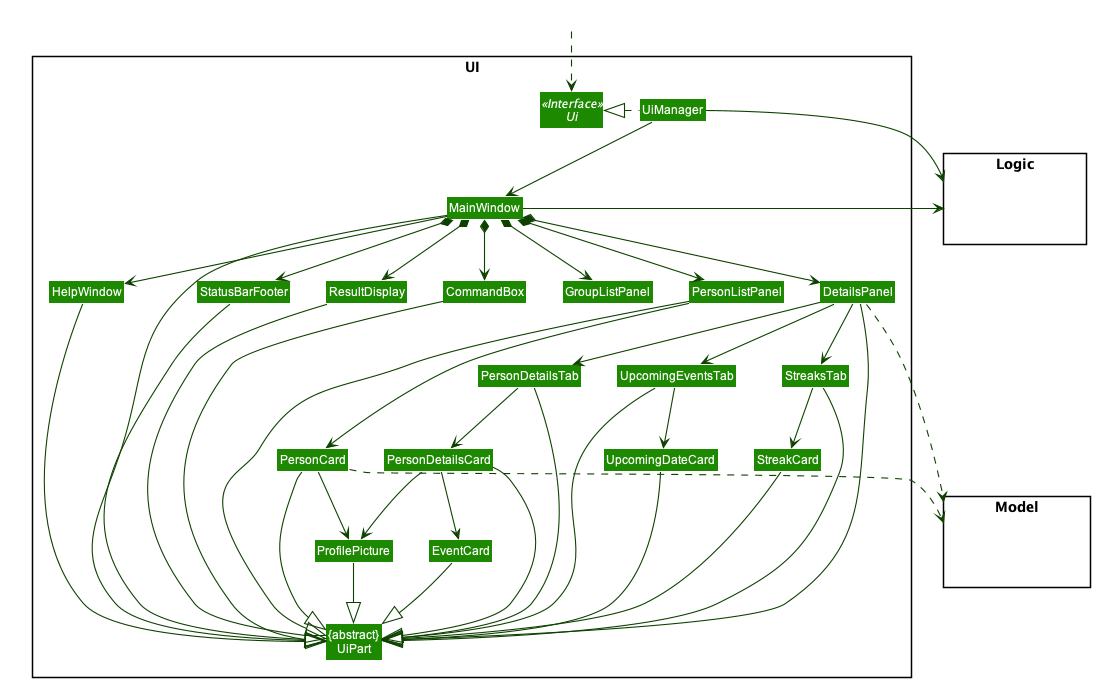 UI
«Interface»
Ui
UiManager
Logic
MainWindow
HelpWindow
StatusBarFooter
ResultDisplay
CommandBox
GroupListPanel
PersonListPanel
DetailsPanel
PersonDetailsTab
UpcomingEventsTab
StreaksTab
PersonCard
PersonDetailsCard
UpcomingDateCard
StreakCard
Model
ProfilePicture
EventCard
{abstract}
UiPart